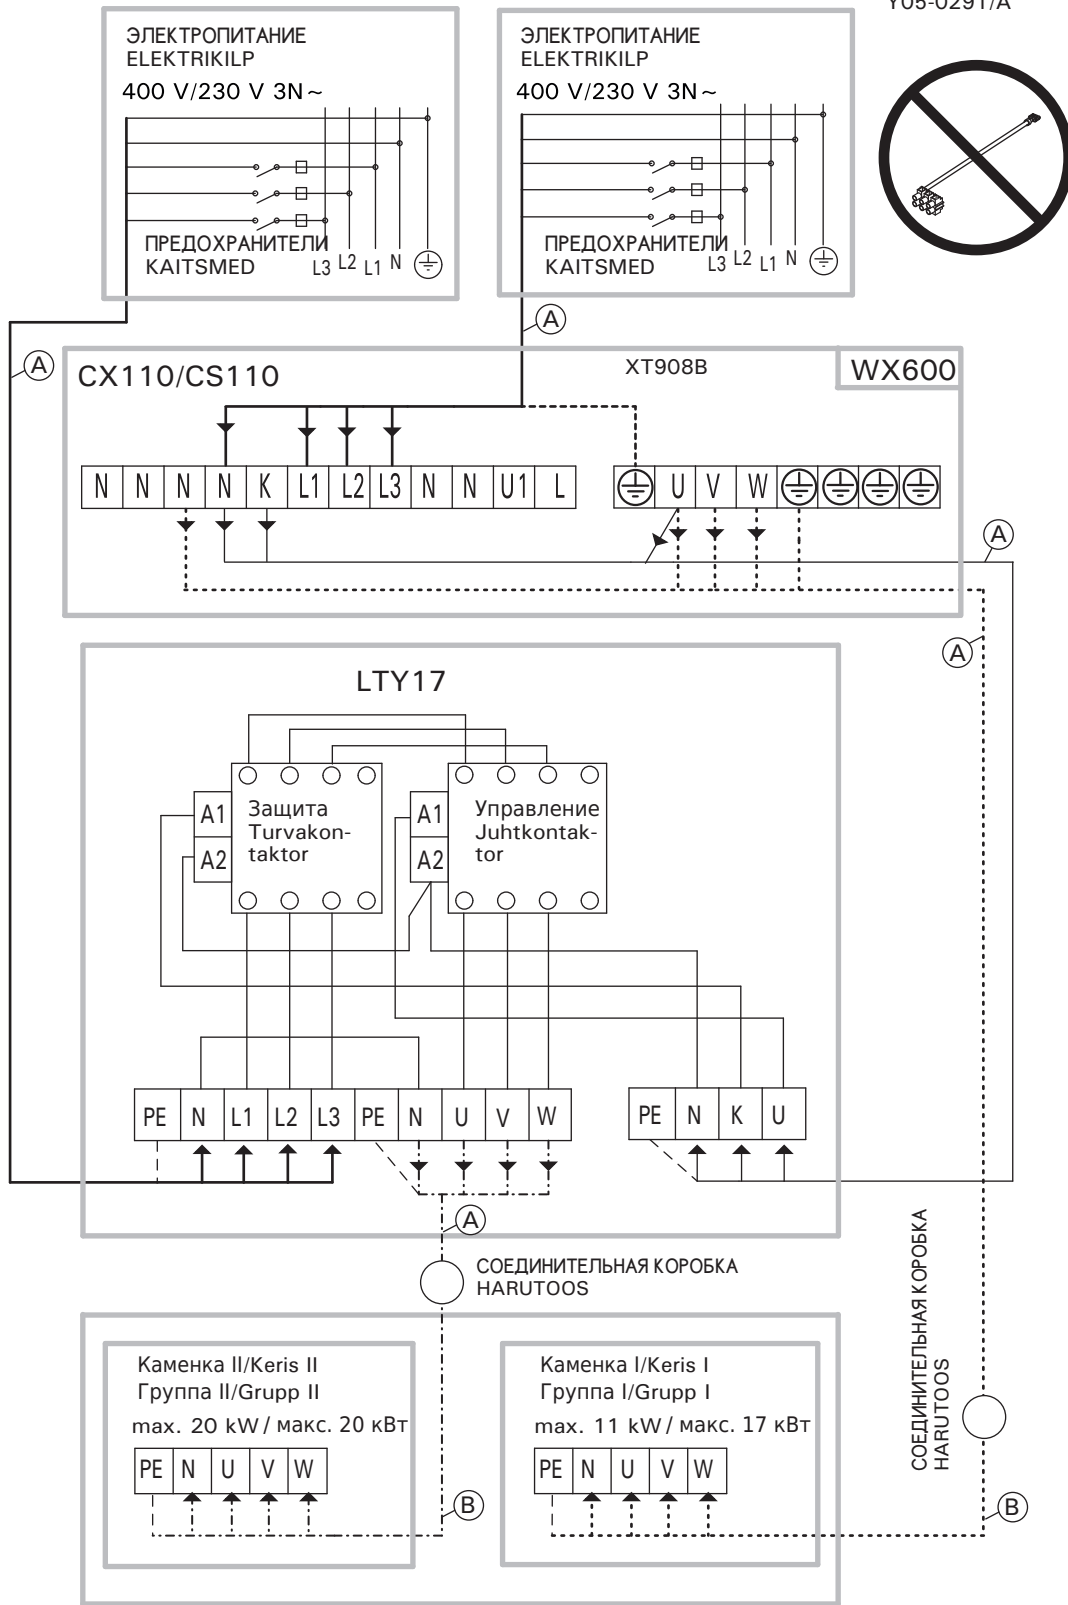 Y05-0291/A
ЭЛЕКТРОПИТАНИЕ
ELEKTRIKILP
400 V/230 V 3N~
ПРЕДОХРАНИТЕЛИ
KAITSMED
L3 L2 L1 N
ЭЛЕКТРОПИТАНИЕ
ELEKTRIKILP
400 V/230 V 3N~
ПРЕДОХРАНИТЕЛИ
KAITSMED
L3 L2 L1 N
A
A
CX110/CS110
XT908B
WX600
N N N N K L1 L2 L3 N N U1 L
U V W
A
A
LTY17
A1
A2
Защита
Turvakon-
taktor
A1
A2
Управление
Juhtkontak-
tor
PE N L1 L2 L3 PE N U V W
PE N K U
A
СОЕДИНИТЕЛЬНАЯ КОРОБКА
HARUTOOS
СОЕДИНИТЕЛЬНАЯ КОРОБКА
HARUTOOS
Каменка II/Keris II
Группа II/Grupp II
max. 20 kW / макс. 20 кВт
PE N U V W
B
Каменка I/Keris I
Группа I/Grupp I
max. 11 kW / макс. 17 кВт
PE N U V W
B